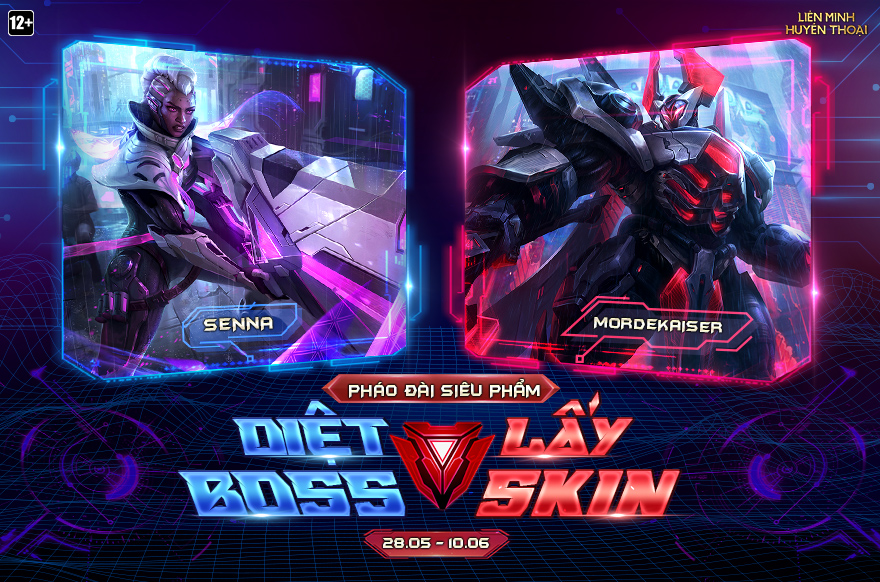 12+
LIÊN MINH
HUYỀN THOẠI
SENNA
MORDEKAISER
PHÁO ĐÀI SIÊU PHẨM
DIỆT LẤY
BOSS SKIN
28.05 - 10.06